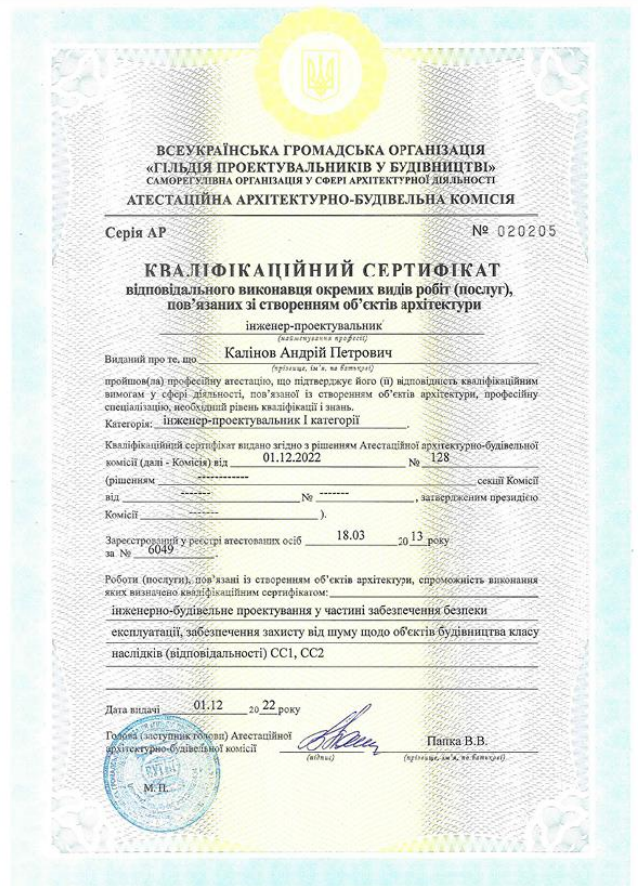 ВСЕУКРАЇНСЬКА ГРОМАДСЬКА ОРГАНІЗАЦІЯ
«ГІЛЬДІЯ ПРОЕКТУВАЛЬНИКІВ У БУДІВНИЦТВІ»
САМОРЕГУЛІВНА ОРГАНІЗАЦІЯ У СФЕРІ АРХІТЕКТУРНОЇ ДІЯЛЬНОСТІ
АТЕСТАЦІЙНА АРХІТЕКТУРНО-БУДІВЕЛЬНА КОМІСІЯ
Серія АР № 020205
КВАЛІФІКАЦІЙНИЙ СЕРТИФІКАТ
відповідального виконавця окремих видів робіт (послуг),
пов'язаних зі створенням об'єктів архітектури
інженер-проектувальник
(найменування професії)
Виданий про те, що Калінов Андрій Петрович
(прізвище, ім'я, по батькові)
пройшов(ла) професійну атестацію, що підтверджує його (її) відповідність кваліфікаційним
вимогам у сфері діяльності, пов'язаної із створенням об'єктів архітектури, професійну
спеціалізацію, необхідний рівень кваліфікації і знань.
Категорія: інженер-проектувальник І категорії
Кваліфікаційний сертифікат видано згідно з рішенням Атестаційної архітектурно-будівельної
комісії (далі - Комісія) від 01.12.2022 № 128
(рішенням ------------ секції Комісії
від ------- № ------- , затвердженим президією
Комісії ------- ).
Зареєстрований у реєстрі атестованих осіб 18.03 20 13 року
за № 6049 .
Роботи (послуги), пов'язані із створенням об'єктів архітектури, спроможність виконання
яких визначено кваліфікаційним сертифікатом:
інженерно-будівельне проектування у частині забезпечення безпеки
експлуатації, забезпечення захисту від шуму щодо об'єктів будівництва класу
наслідків (відповідальності) СС1, СС2
Дата видачі 01.12 20 22 року
Голова (заступник голови) Атестаційної
архітектурно-будівельної комісії Папка В.В.
(підпис) (прізвище, ім'я, по батькові)
М. П.